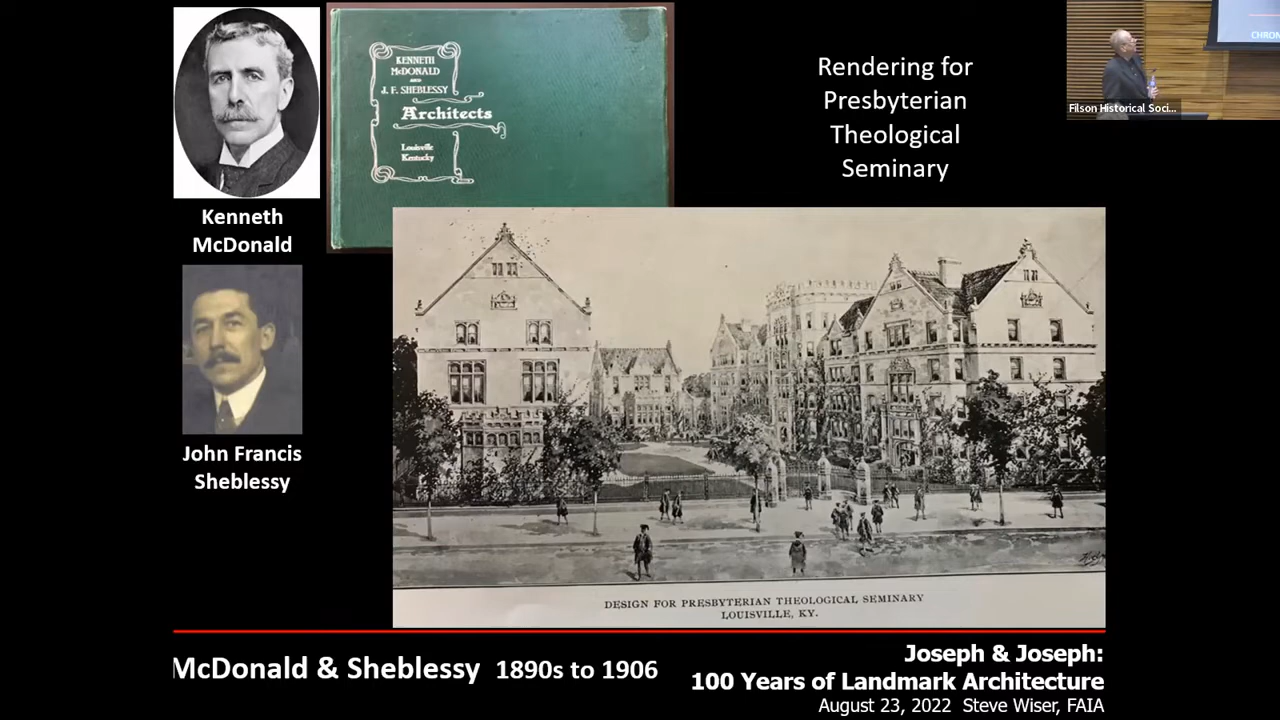 Kenneth
McDonald
John Francis
Sheblessy
KENNETH
McDONALD
AND
J. F. SHEBLESSY
Architects
Louisville
Kentucky
Rendering for
Presbyterian
Theological
Seminary
CHRON
Filson Historical Soci...
DESIGN FOR PRESBYTERIAN THEOLOGICAL SEMINARY
LOUISVILLE, KY.
McDonald & Sheblessy 1890s to 1906
Joseph & Joseph:
100 Years of Landmark Architecture
August 23, 2022 Steve Wiser, FAIA